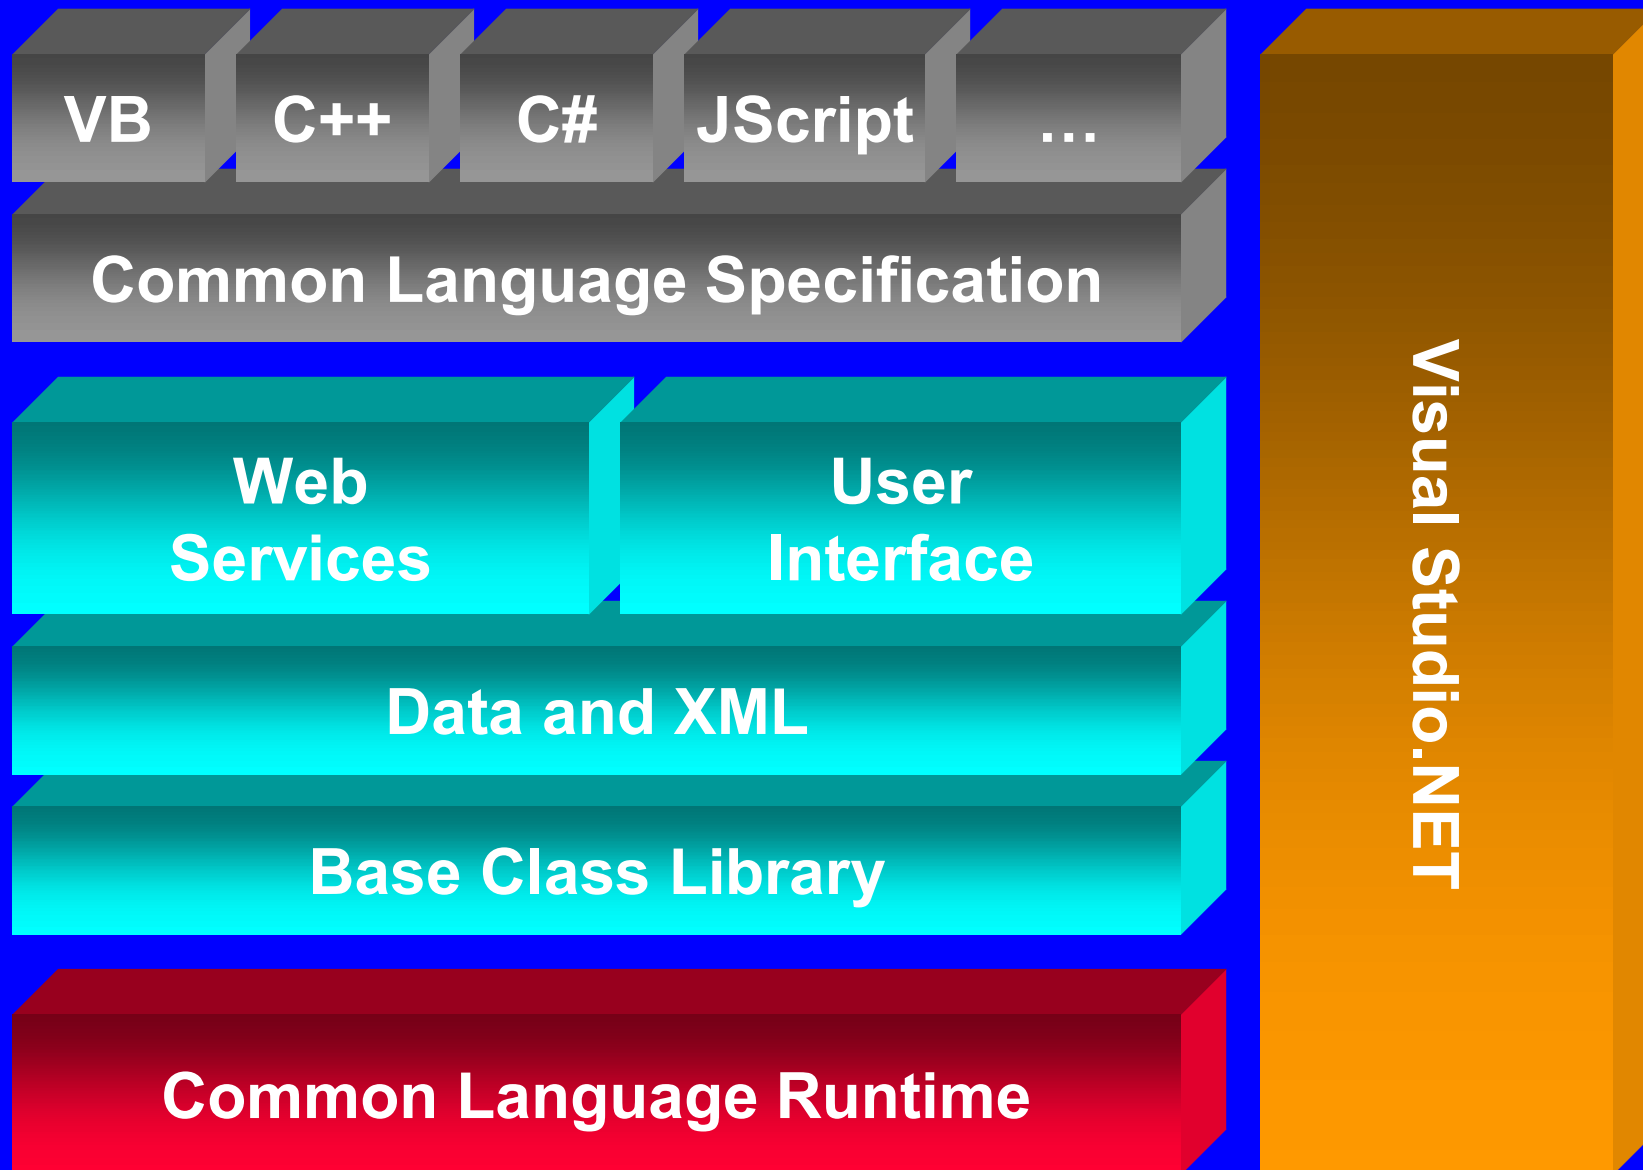 VB
C++
C#
JScript
…
Common Language Specification
Web
Services
User
Interface
Data and XML
Base Class Library
Common Language Runtime
Visual Studio.NET